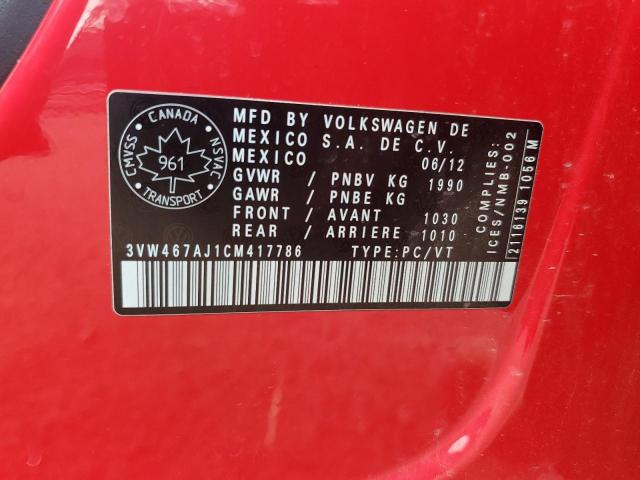 CANADA
CMVSS
NSVAC
961
TRANSPORT
MFD BY VOLKSWAGEN DE
MEXICO S.A. DE C.V.
MEXICO 06/12
GVWR / PNBV KG 1990
GAWR / PNBE KG
FRONT / AVANT 1030
REAR / ARRIERE 1010
3VW467AJ1CM417786 TYPE:PC/VT
COMPLIES:
ICES/NMB-002
2116139 1056 M